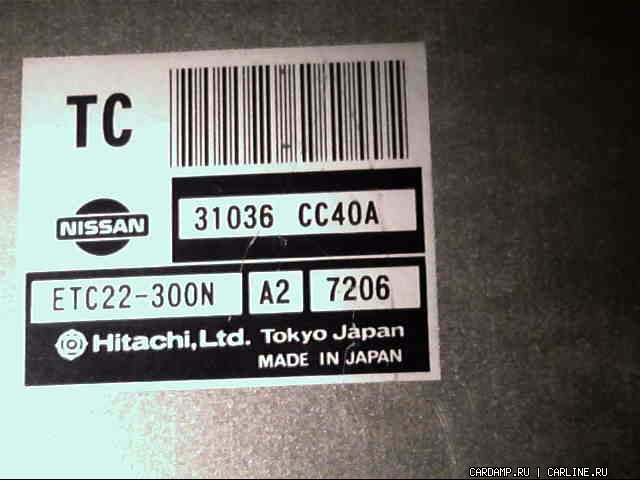 TC
NISSAN
31036 CC40A
ETC22-300N A2 7206
Hitachi, Ltd. Tokyo Japan
MADE IN JAPAN
CARDAMP.RU | CARLINE.RU